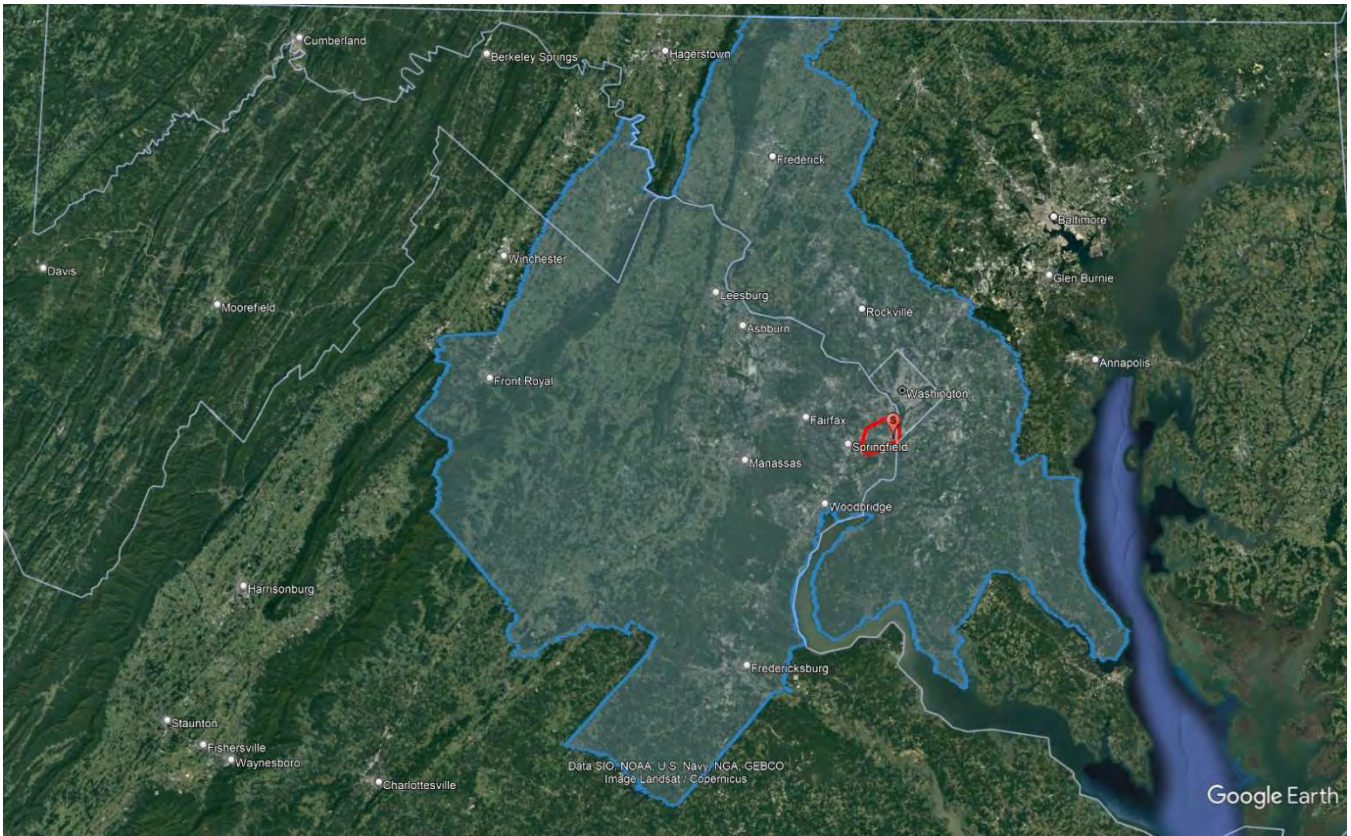 Cumberland
Berkeley Springs
Hagerstown
Frederick
Baltimore
Winchester
Davis
Glen Burnie
Moorefield
Leesburg
Rockville
Ashburn
Annapolis
Front Royal
Washington
Fairfax
S
Springfield
Manassas
Woodbridge
Harrisonburg
Fredericksburg
Staunton
Fishersville
Waynesboro
Data SIO, NOAA, U.S. Navy, NGA, GEBCO
Image Landsat / Copernicus
Charlottesville
Google Earth